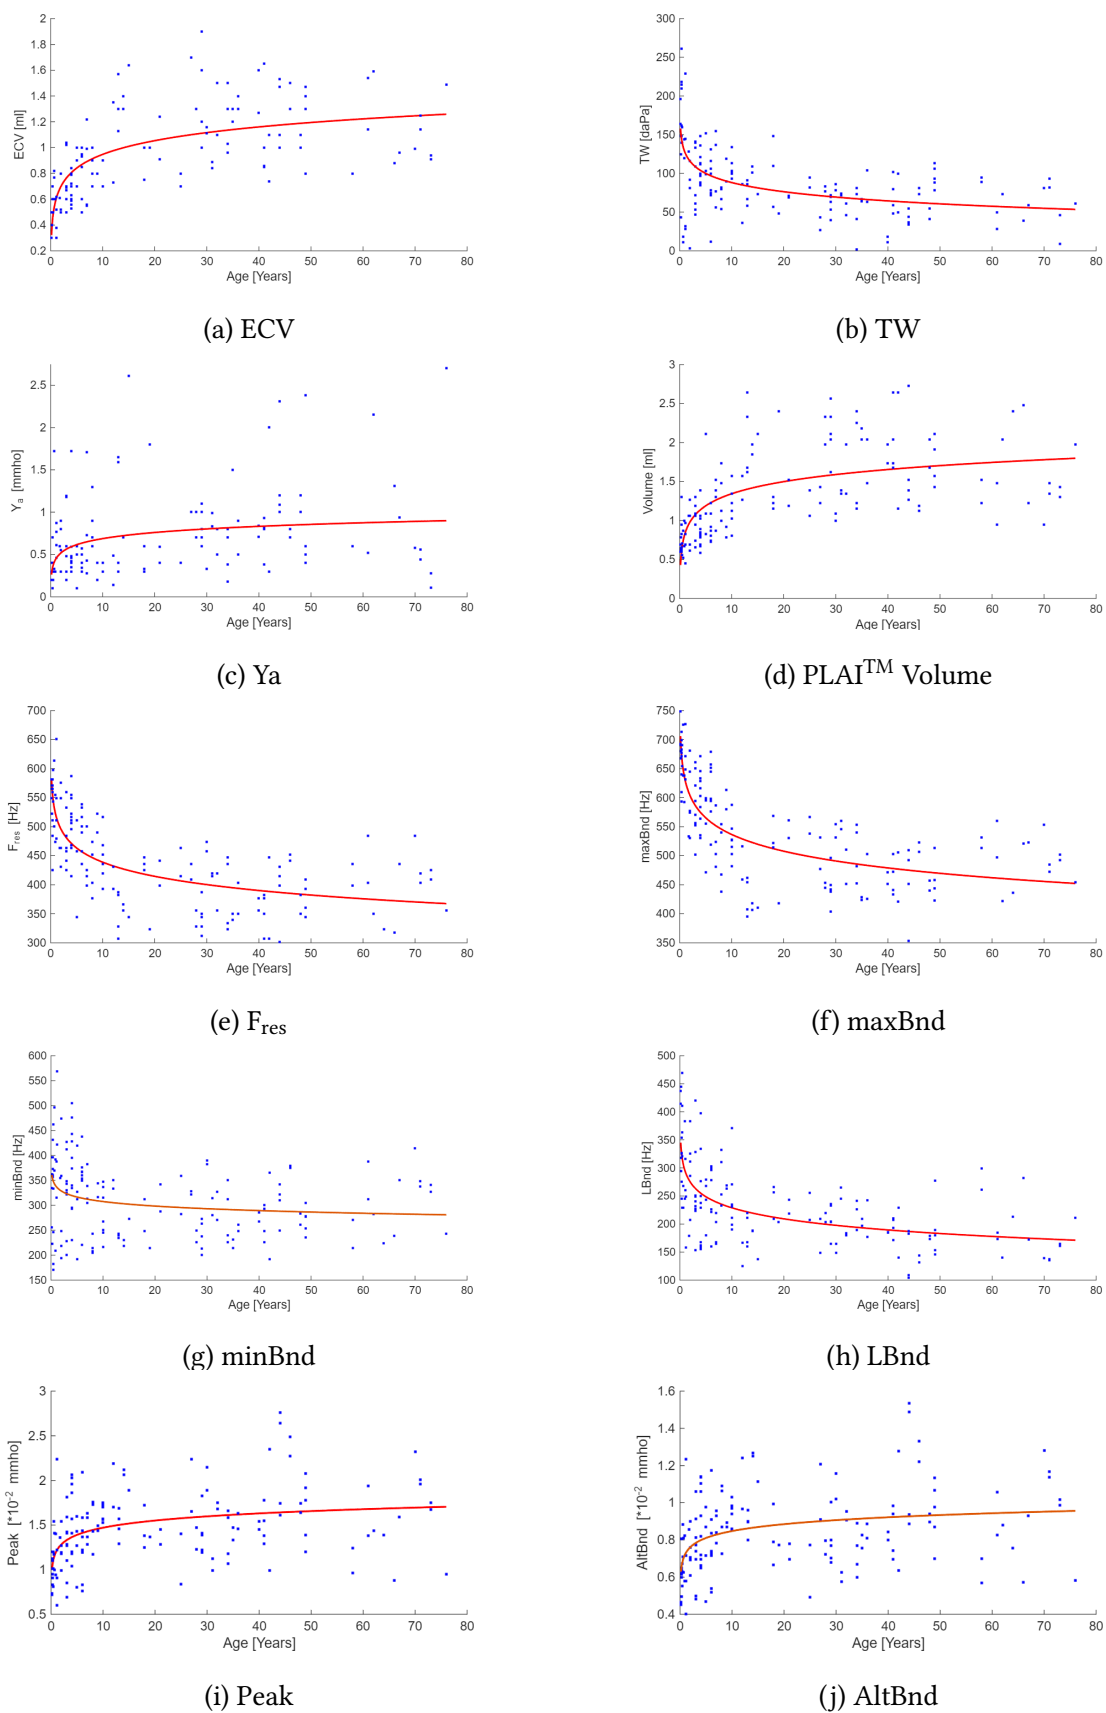 2
1.8
1.6
1.4
1.2
1
0.8
0.6
0.4
0.2
ECV [ml]
0 10 20 30 40 50 60 70 80
Age [Years]
(a) ECV
300
250
200
150
100
50
0
TW [daPa]
0 10 20 30 40 50 60 70 80
Age [Years]
(b) TW
2.5
2
1.5
1
0.5
0
Ya [mmho]
0 10 20 30 40 50 60 70 80
Age [Years]
(c) Ya
3
2.5
2
1.5
1
0.5
0
Volume [ml]
0 10 20 30 40 50 60 70 80
Age [Years]
(d) PLAI™ Volume
700
650
600
550
500
450
400
350
300
Fres [Hz]
0 10 20 30 40 50 60 70 80
Age [Years]
(e) Fres
750
700
650
600
550
500
450
400
350
maxBnd [Hz]
0 10 20 30 40 50 60 70 80
Age [Years]
(f) maxBnd
600
550
500
450
400
350
300
250
200
150
minBnd [Hz]
0 10 20 30 40 50 60 70 80
Age [Years]
(g) minBnd
500
450
400
350
300
250
200
150
100
LBnd [Hz]
0 10 20 30 40 50 60 70 80
Age [Years]
(h) LBnd
3
2.5
2
1.5
1
0.5
Peak [*10⁻² mmho]
0 10 20 30 40 50 60 70 80
Age [Years]
(i) Peak
1.6
1.4
1.2
1
0.8
0.6
0.4
AltBnd [*10⁻² mmho]
0 10 20 30 40 50 60 70 80
Age [Years]
(j) AltBnd